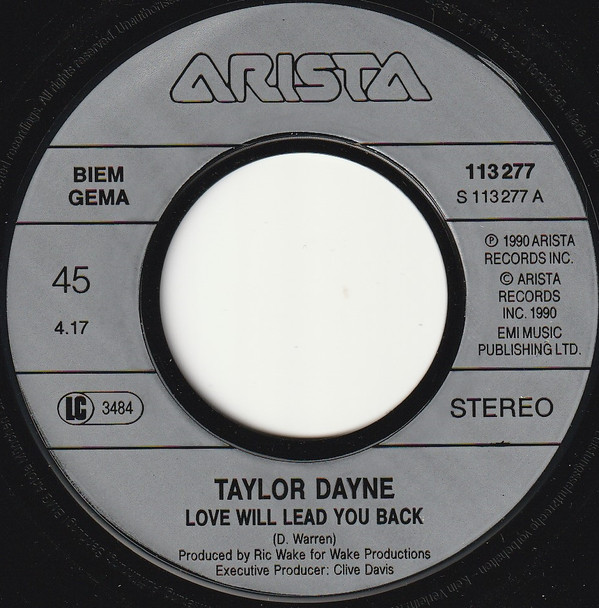 ARISTA
BIEM
GEMA
113 277
S 113 277 A
45
4.17
℗ 1990 ARISTA
RECORDS INC.
© ARISTA
RECORDS
INC. 1990
EMI MUSIC
PUBLISHING LTD.
LC 3484
STEREO
TAYLOR DAYNE
LOVE WILL LEAD YOU BACK
(D. Warren)
Produced by Ric Wake for Wake Productions
Executive Producer: Clive Davis